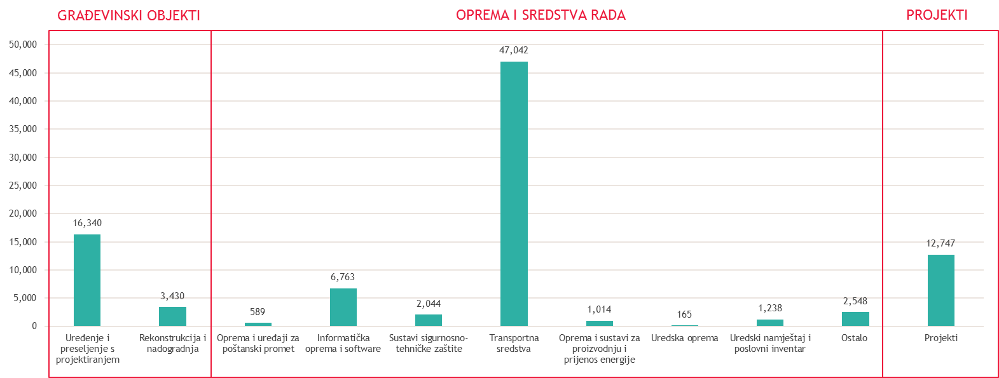 GRAĐEVINSKI OBJEKTI
OPREMA I SREDSTVA RADA
PROJEKTI
50,000
45,000
40,000
35,000
30,000
25,000
20,000
15,000
10,000
5,000
0
16,340
3,430
589
6,763
2,044
47,042
1,014
165
1,238
2,548
12,747
Uređenje i
preseljenje s
projektiranjem
Rekonstrukcija i
nadogradnja
Oprema i uređaji za
poštanski promet
Informatička
oprema i software
Sustavi sigurnosno-
tehničke zaštite
Transportna
sredstva
Oprema i sustavi za
proizvodnju i
prijenos energije
Uredska oprema
Uredski namještaj i
poslovni inventar
Ostalo
Projekti